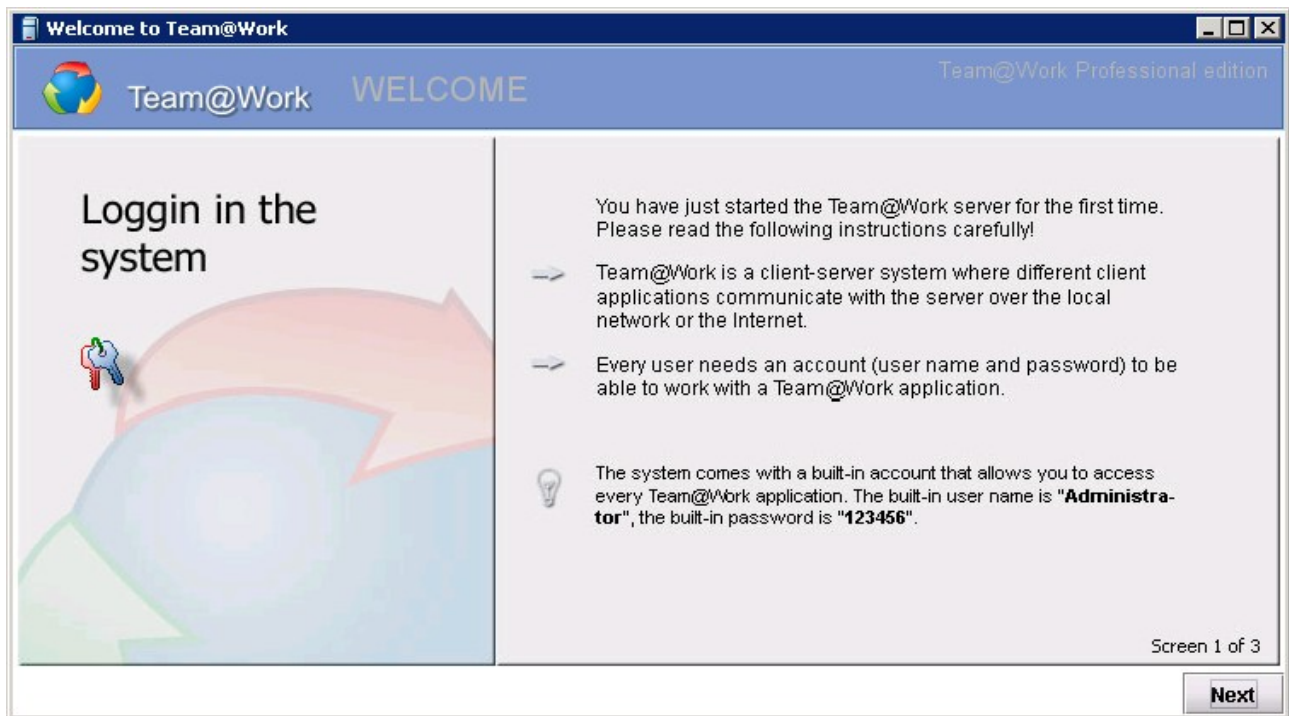 Welcome to Team@Work
Team@Work
WELCOME
Team@Work Professional edition
Loggin in the
system
You have just started the Team@Work server for the first time.
Please read the following instructions carefully!
Team@Work is a client-server system where different client
applications communicate with the server over the local
network or the Internet.
Every user needs an account (user name and password) to be
able to work with a Team@Work application.
The system comes with a built-in account that allows you to access
every Team@Work application. The built-in user name is "Administra-
tor", the built-in password is "123456".
Screen 1 of 3
Next